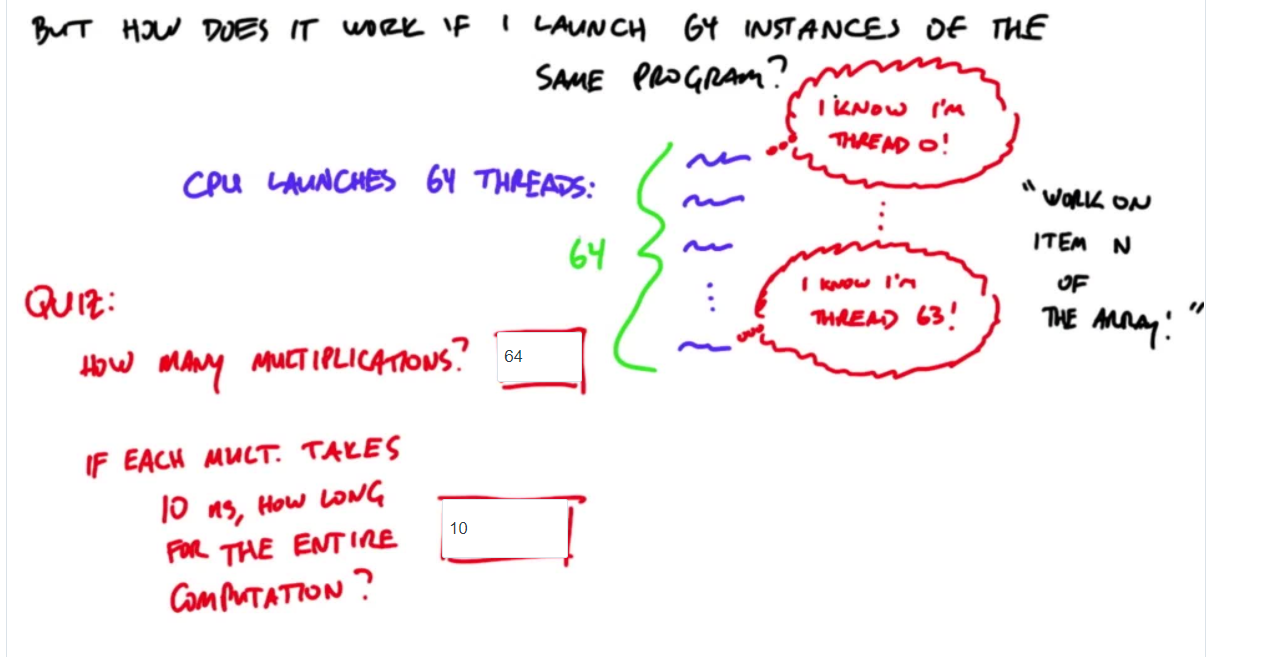 BUT HOW DOES IT WORK IF I LAUNCH 64 INSTANCES OF THE
SAME PROGRAM?
I KNOW I'M
THREAD 0!
CPU LAUNCHES 64 THREADS:
64
"WORK ON
ITEM N
OF
THE ARRAY!"
I KNOW I'M
THREAD 63!
QUIZ:
HOW MANY MULTIPLICATIONS?
64
IF EACH MULT. TAKES
10 ns, HOW LONG
FOR THE ENTIRE
COMPUTATION?
10